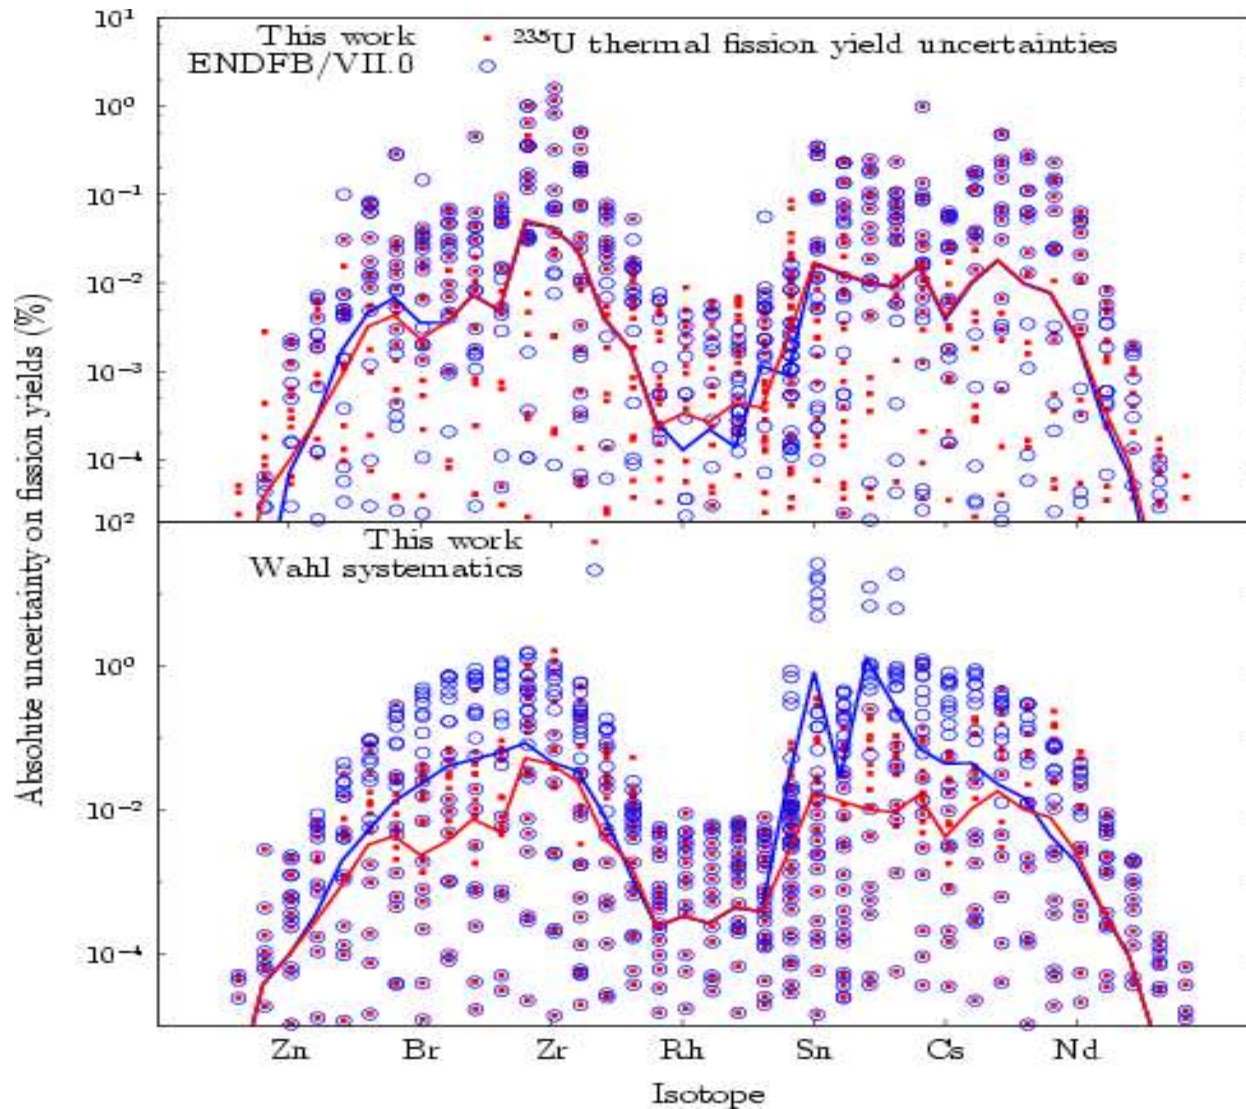 10¹
This work
²³⁵U thermal fission yield uncertainties
ENDFB/VII.0
10⁰
10⁻¹
10⁻²
10⁻³
10⁻⁴
10²
This work
Wahl systematics
10⁰
10⁻²
10⁻⁴
Absolute uncertainty on fission yields (%)
Zn Br Zr Rh Sn Cs Nd
Isotope